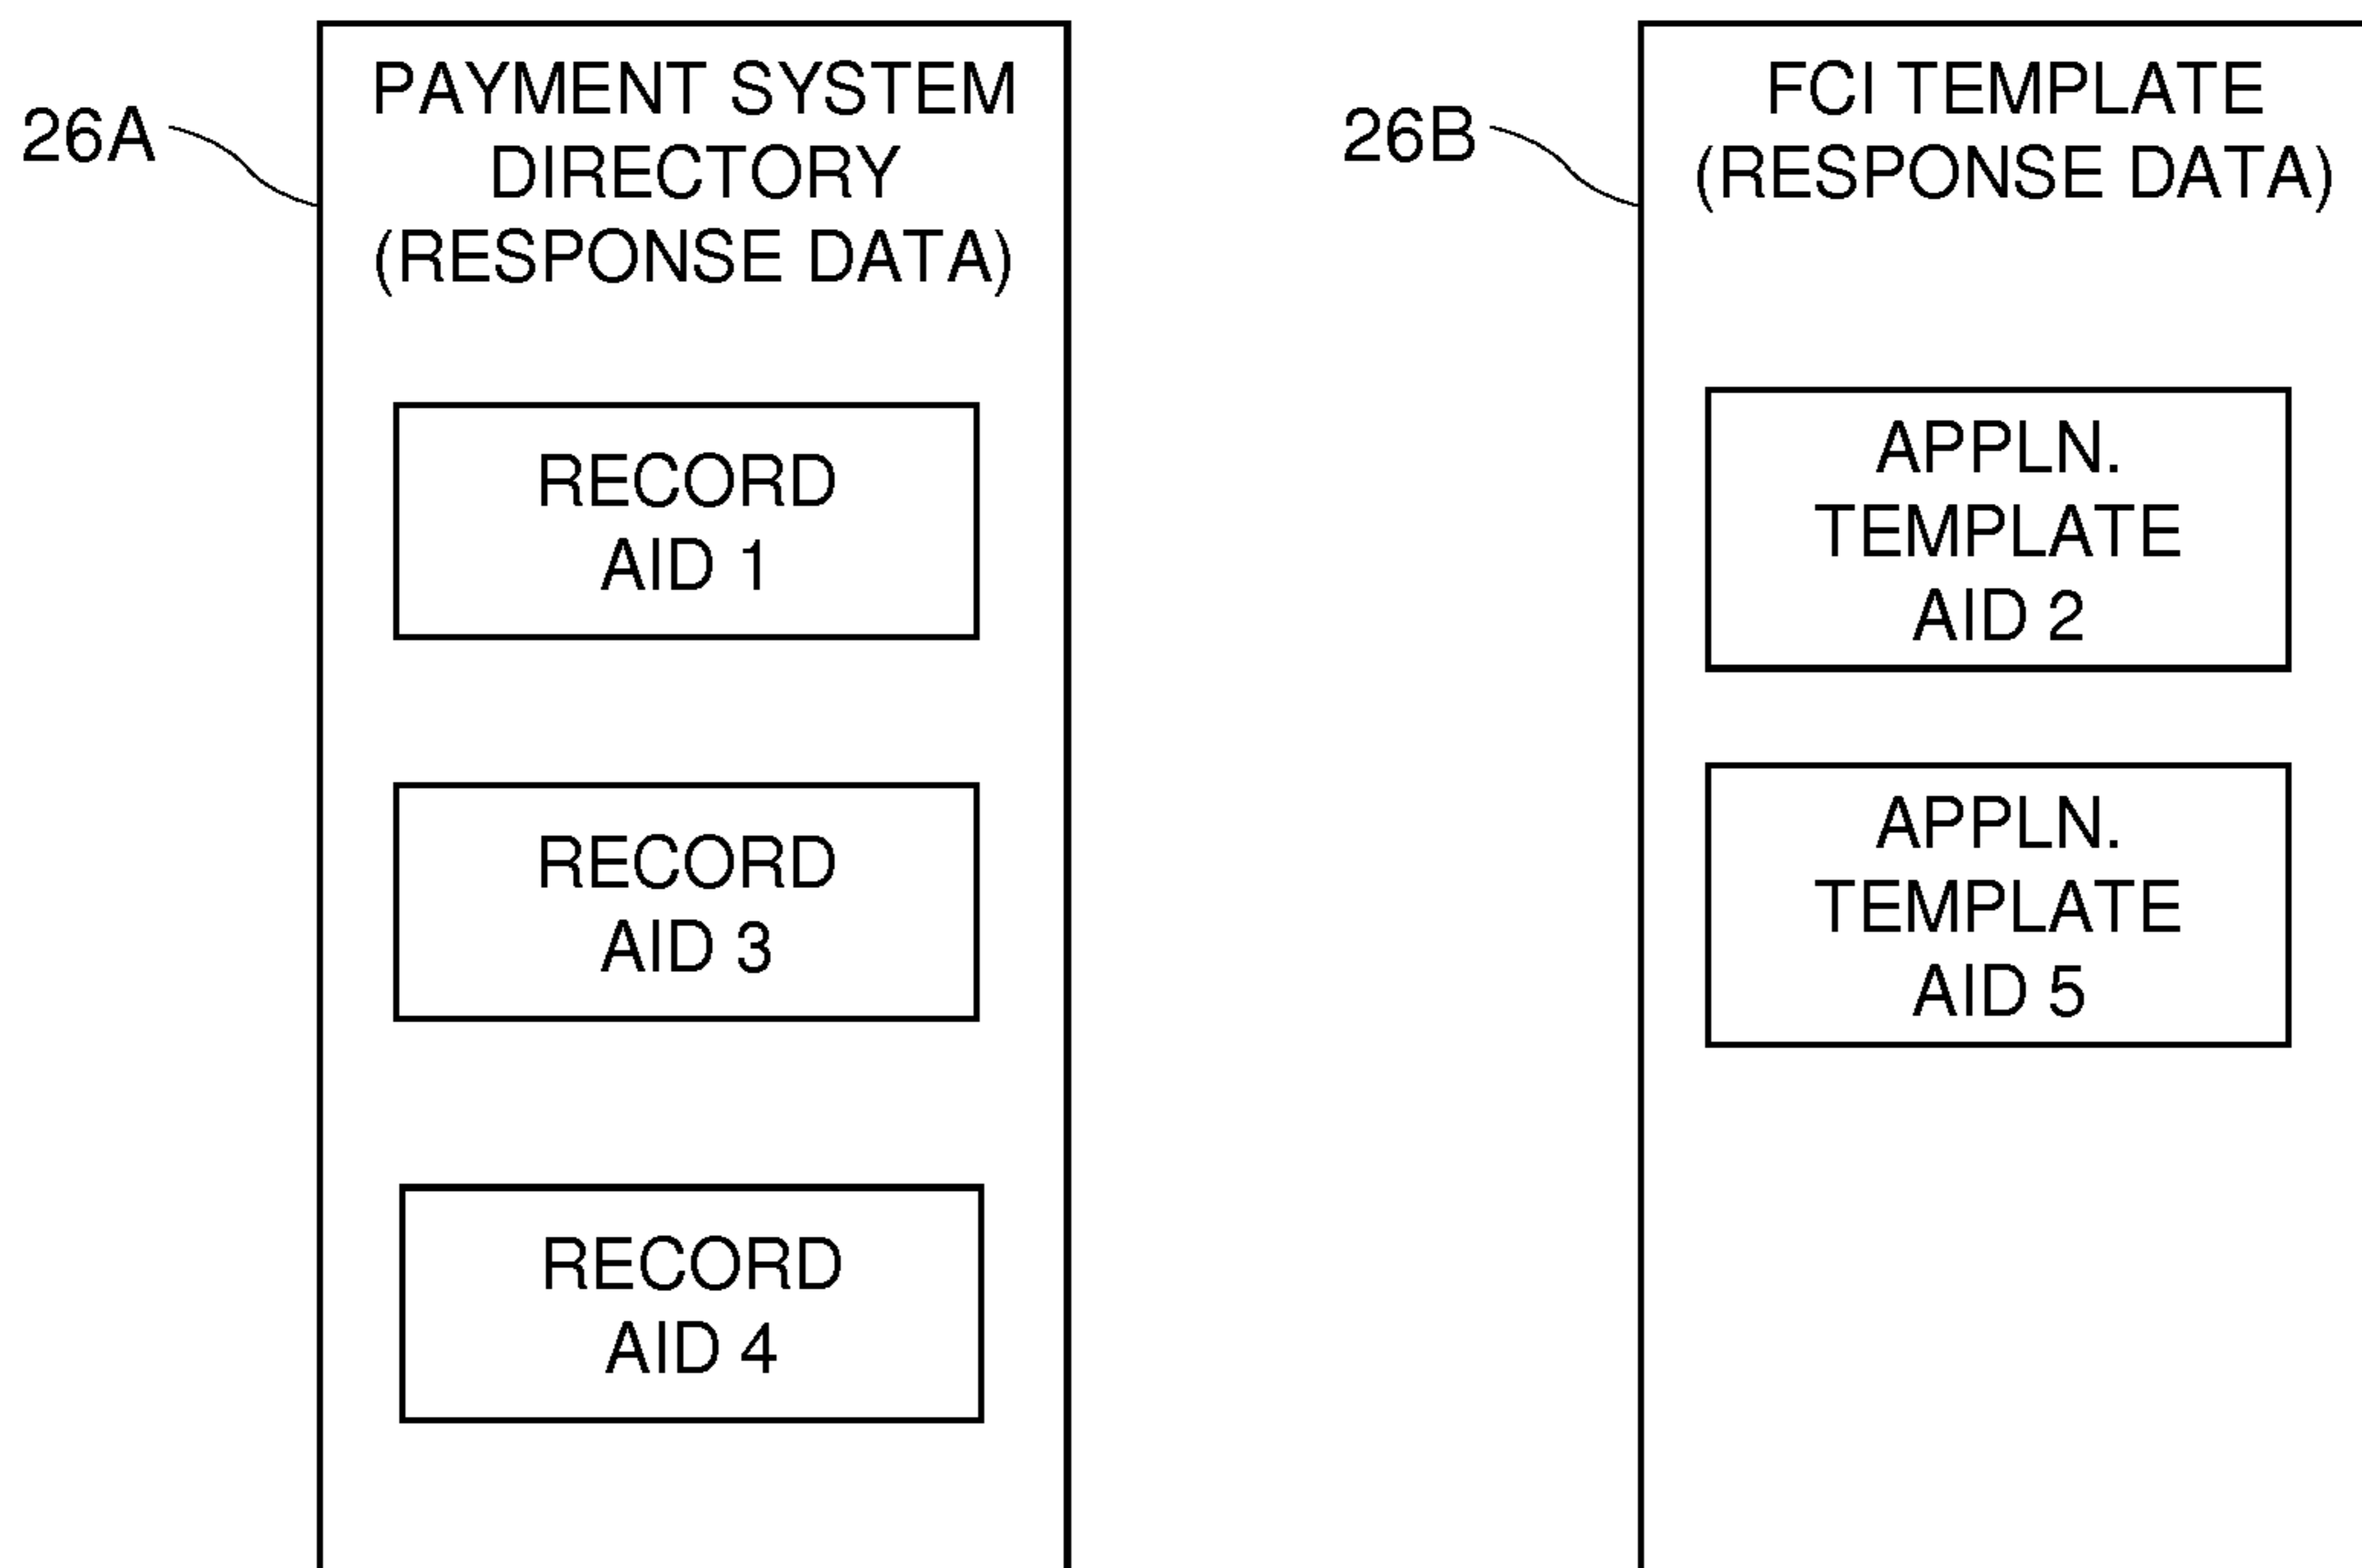 26A
PAYMENT SYSTEM
DIRECTORY
(RESPONSE DATA)
RECORD
AID 1
RECORD
AID 3
RECORD
AID 4
26B
FCI TEMPLATE
(RESPONSE DATA)
APPLN.
TEMPLATE
AID 2
APPLN.
TEMPLATE
AID 5